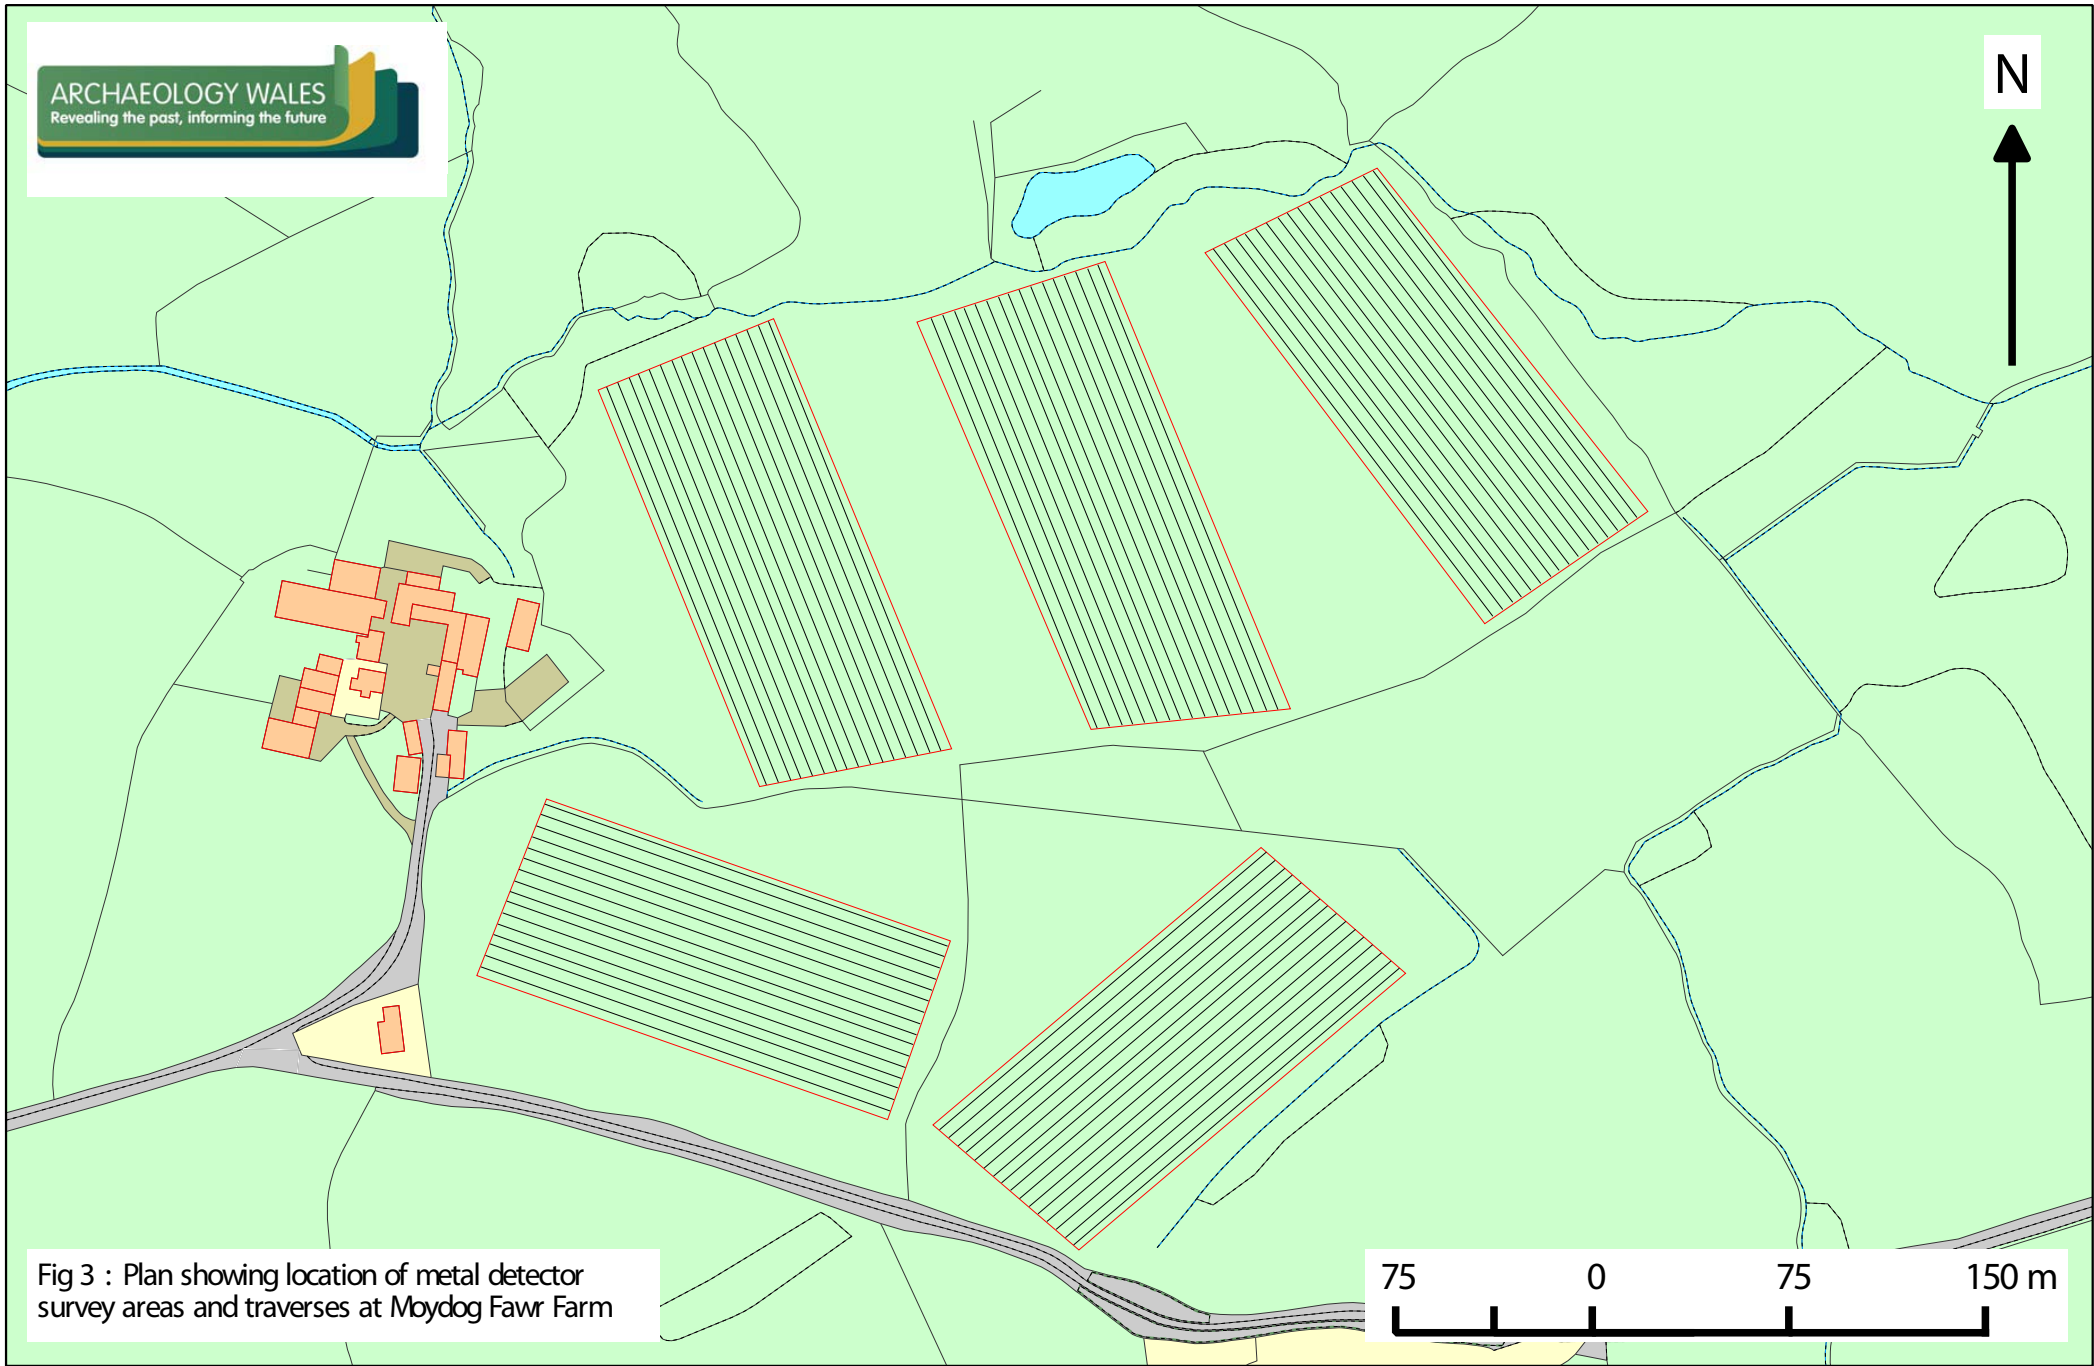 ARCHAEOLOGY WALES
Revealing the past, informing the future
N
Fig 3 : Plan showing location of metal detector
survey areas and traverses at Moydog Fawr Farm
75 0 75 150 m